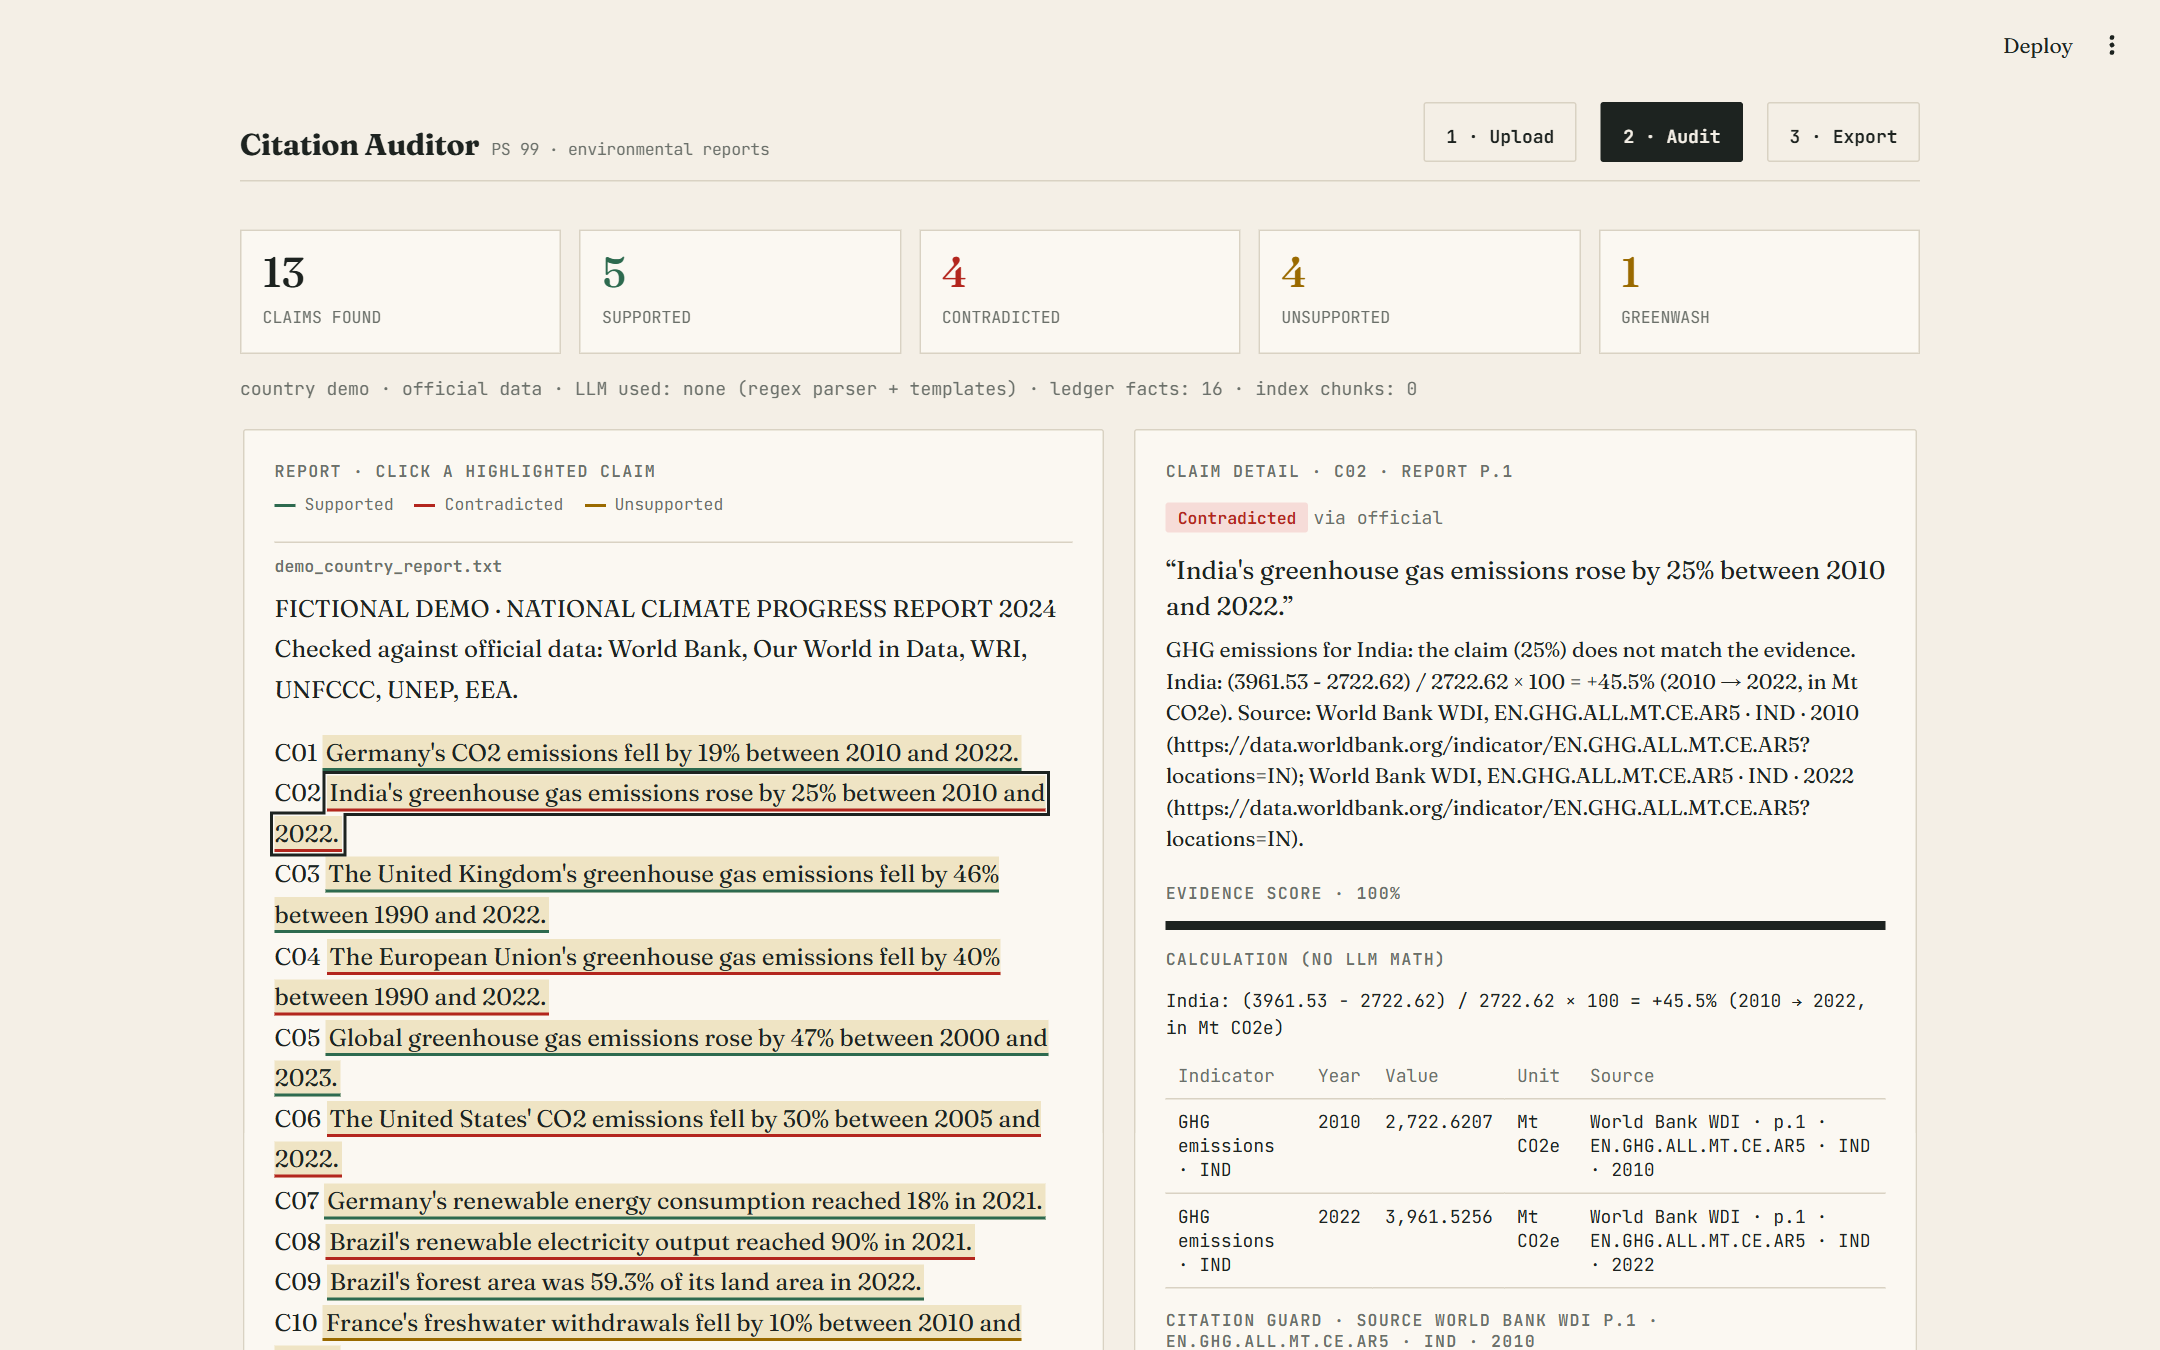 Deploy
Citation Auditor PS 99 · environmental reports
1 · Upload
2 · Audit
3 · Export
13
CLAIMS FOUND
5
SUPPORTED
4
CONTRADICTED
4
UNSUPPORTED
1
GREENWASH
country demo · official data · LLM used: none (regex parser + templates) · ledger facts: 16 · index chunks: 0
REPORT · CLICK A HIGHLIGHTED CLAIM
Supported Contradicted Unsupported
demo_country_report.txt
FICTIONAL DEMO · NATIONAL CLIMATE PROGRESS REPORT 2024
Checked against official data: World Bank, Our World in Data, WRI,
UNFCCC, UNEP, EEA.
C01 Germany's CO2 emissions fell by 19% between 2010 and 2022.
C02 India's greenhouse gas emissions rose by 25% between 2010 and
2022.
C03 The United Kingdom's greenhouse gas emissions fell by 46%
between 1990 and 2022.
C04 The European Union's greenhouse gas emissions fell by 40%
between 1990 and 2022.
C05 Global greenhouse gas emissions rose by 47% between 2000 and
2023.
C06 The United States' CO2 emissions fell by 30% between 2005 and
2022.
C07 Germany's renewable energy consumption reached 18% in 2021.
C08 Brazil's renewable electricity output reached 90% in 2021.
C09 Brazil's forest area was 59.3% of its land area in 2022.
C10 France's freshwater withdrawals fell by 10% between 2010 and
CLAIM DETAIL · C02 · REPORT P.1
Contradicted via official
“India's greenhouse gas emissions rose by 25% between 2010
and 2022.”
GHG emissions for India: the claim (25%) does not match the evidence.
India: (3961.53 - 2722.62) / 2722.62 × 100 = +45.5% (2010 → 2022, in Mt
CO2e). Source: World Bank WDI, EN.GHG.ALL.MT.CE.AR5 · IND · 2010
(https://data.worldbank.org/indicator/EN.GHG.ALL.MT.CE.AR5?
locations=IN); World Bank WDI, EN.GHG.ALL.MT.CE.AR5 · IND · 2022
(https://data.worldbank.org/indicator/EN.GHG.ALL.MT.CE.AR5?
locations=IN).
EVIDENCE SCORE · 100%
CALCULATION (NO LLM MATH)
India: (3961.53 - 2722.62) / 2722.62 × 100 = +45.5% (2010 → 2022,
in Mt CO2e)
Indicator Year Value Unit Source
GHG 2010 2,722.6207 Mt World Bank WDI · p.1 ·
emissions CO2e EN.GHG.ALL.MT.CE.AR5 · IND
· IND · 2010
GHG 2022 3,961.5256 Mt World Bank WDI · p.1 ·
emissions CO2e EN.GHG.ALL.MT.CE.AR5 · IND
· IND · 2022
CITATION GUARD · SOURCE WORLD BANK WDI P.1 ·
EN.GHG.ALL.MT.CE.AR5 · IND · 2010